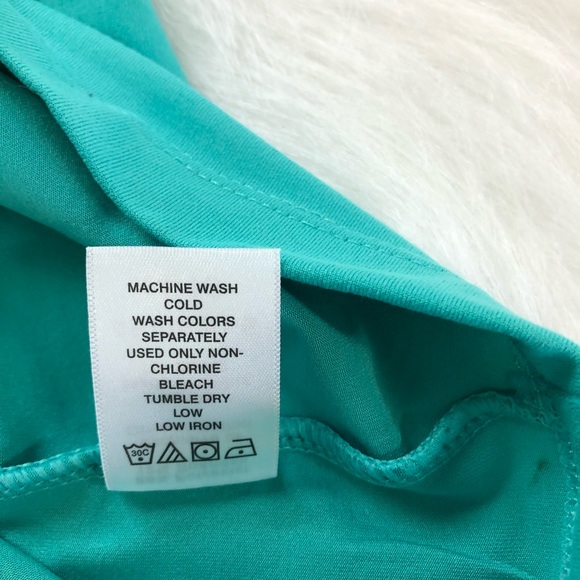 MACHINE WASH
COLD
WASH COLORS
SEPARATELY
USED ONLY NON-
CHLORINE
BLEACH
TUMBLE DRY
LOW
LOW IRON
30C